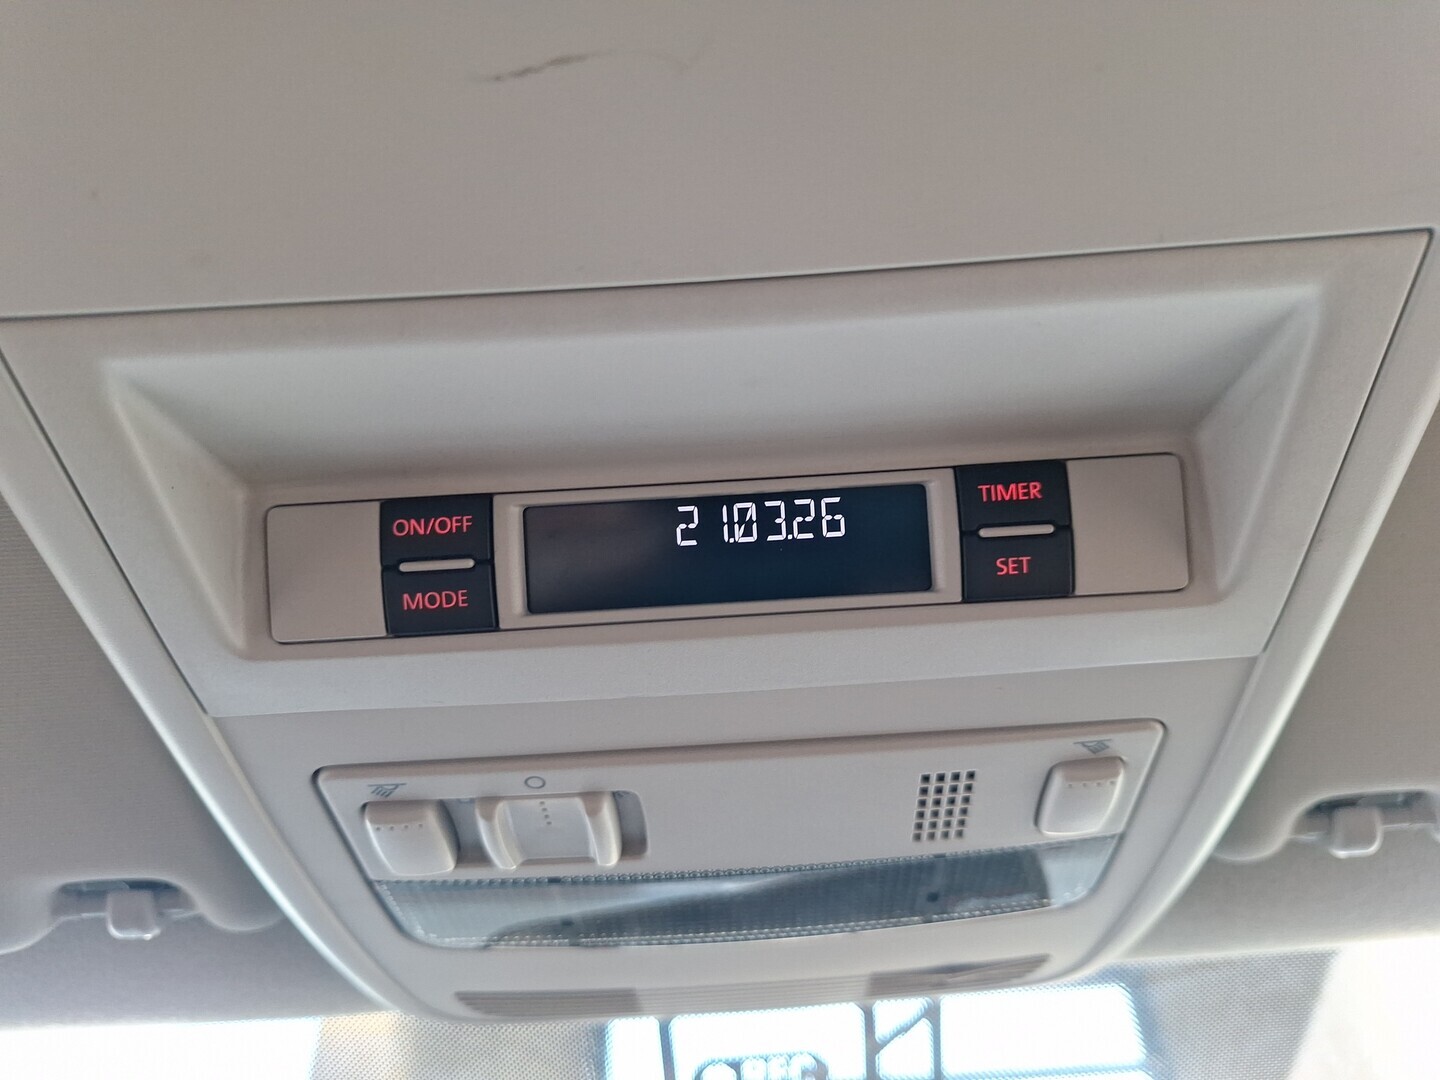 ON/OFF
MODE
21.03.26
TIMER
SET